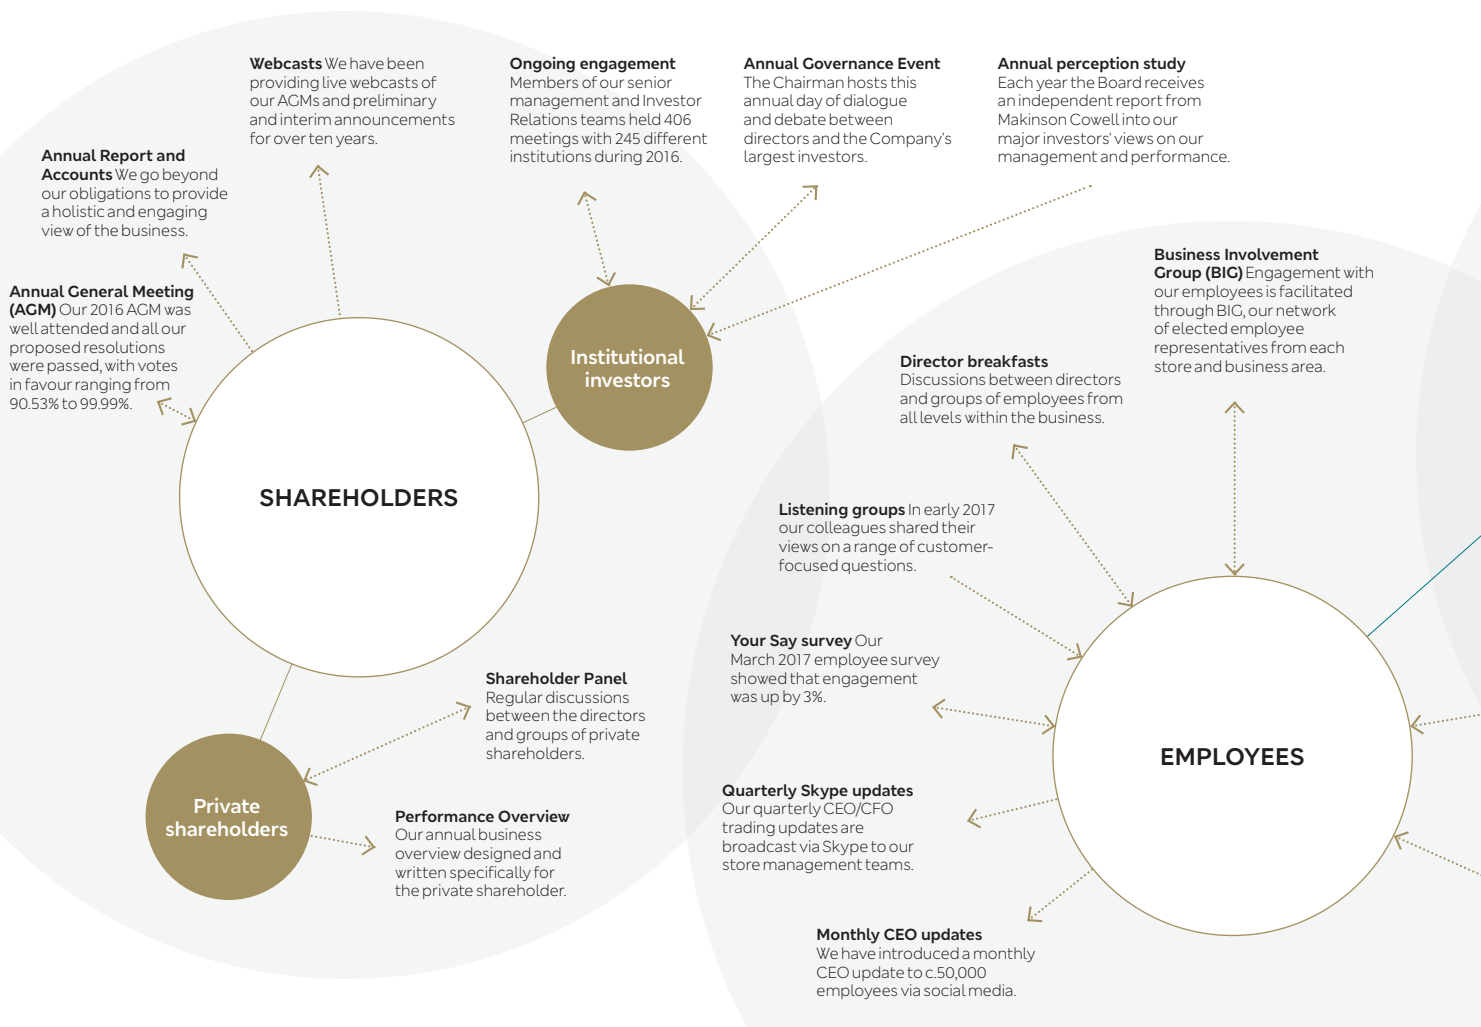 Webcasts We have been
providing live webcasts of
our AGMs and preliminary
and interim announcements
for over ten years.
Ongoing engagement
Members of our senior
management and Investor
Relations teams held 406
meetings with 245 different
institutions during 2016.
Annual Governance Event
The Chairman hosts this
annual day of dialogue
and debate between
directors and the Company's
largest investors.
Annual perception study
Each year the Board receives
an independent report from
Makinson Cowell into our
major investors' views on our
management and performance.
Annual Report and
Accounts We go beyond
our obligations to provide
a holistic and engaging
view of the business.
Annual General Meeting
(AGM) Our 2016 AGM was
well attended and all our
proposed resolutions
were passed, with votes
in favour ranging from
90.53% to 99.99%.
Institutional
investors
SHAREHOLDERS
Shareholder Panel
Regular discussions
between the directors
and groups of private
shareholders.
Private
shareholders
Performance Overview
Our annual business
overview designed and
written specifically for
the private shareholder.
Business Involvement
Group (BIG) Engagement with
our employees is facilitated
through BIG, our network
of elected employee
representatives from each
store and business area.
Director breakfasts
Discussions between directors
and groups of employees from
all levels within the business.
Listening groups In early 2017
our colleagues shared their
views on a range of customer-
focused questions.
Your Say survey Our
March 2017 employee survey
showed that engagement
was up by 3%.
EMPLOYEES
Quarterly Skype updates
Our quarterly CEO/CFO
trading updates are
broadcast via Skype to our
store management teams.
Monthly CEO updates
We have introduced a monthly
CEO update to c.50,000
employees via social media.